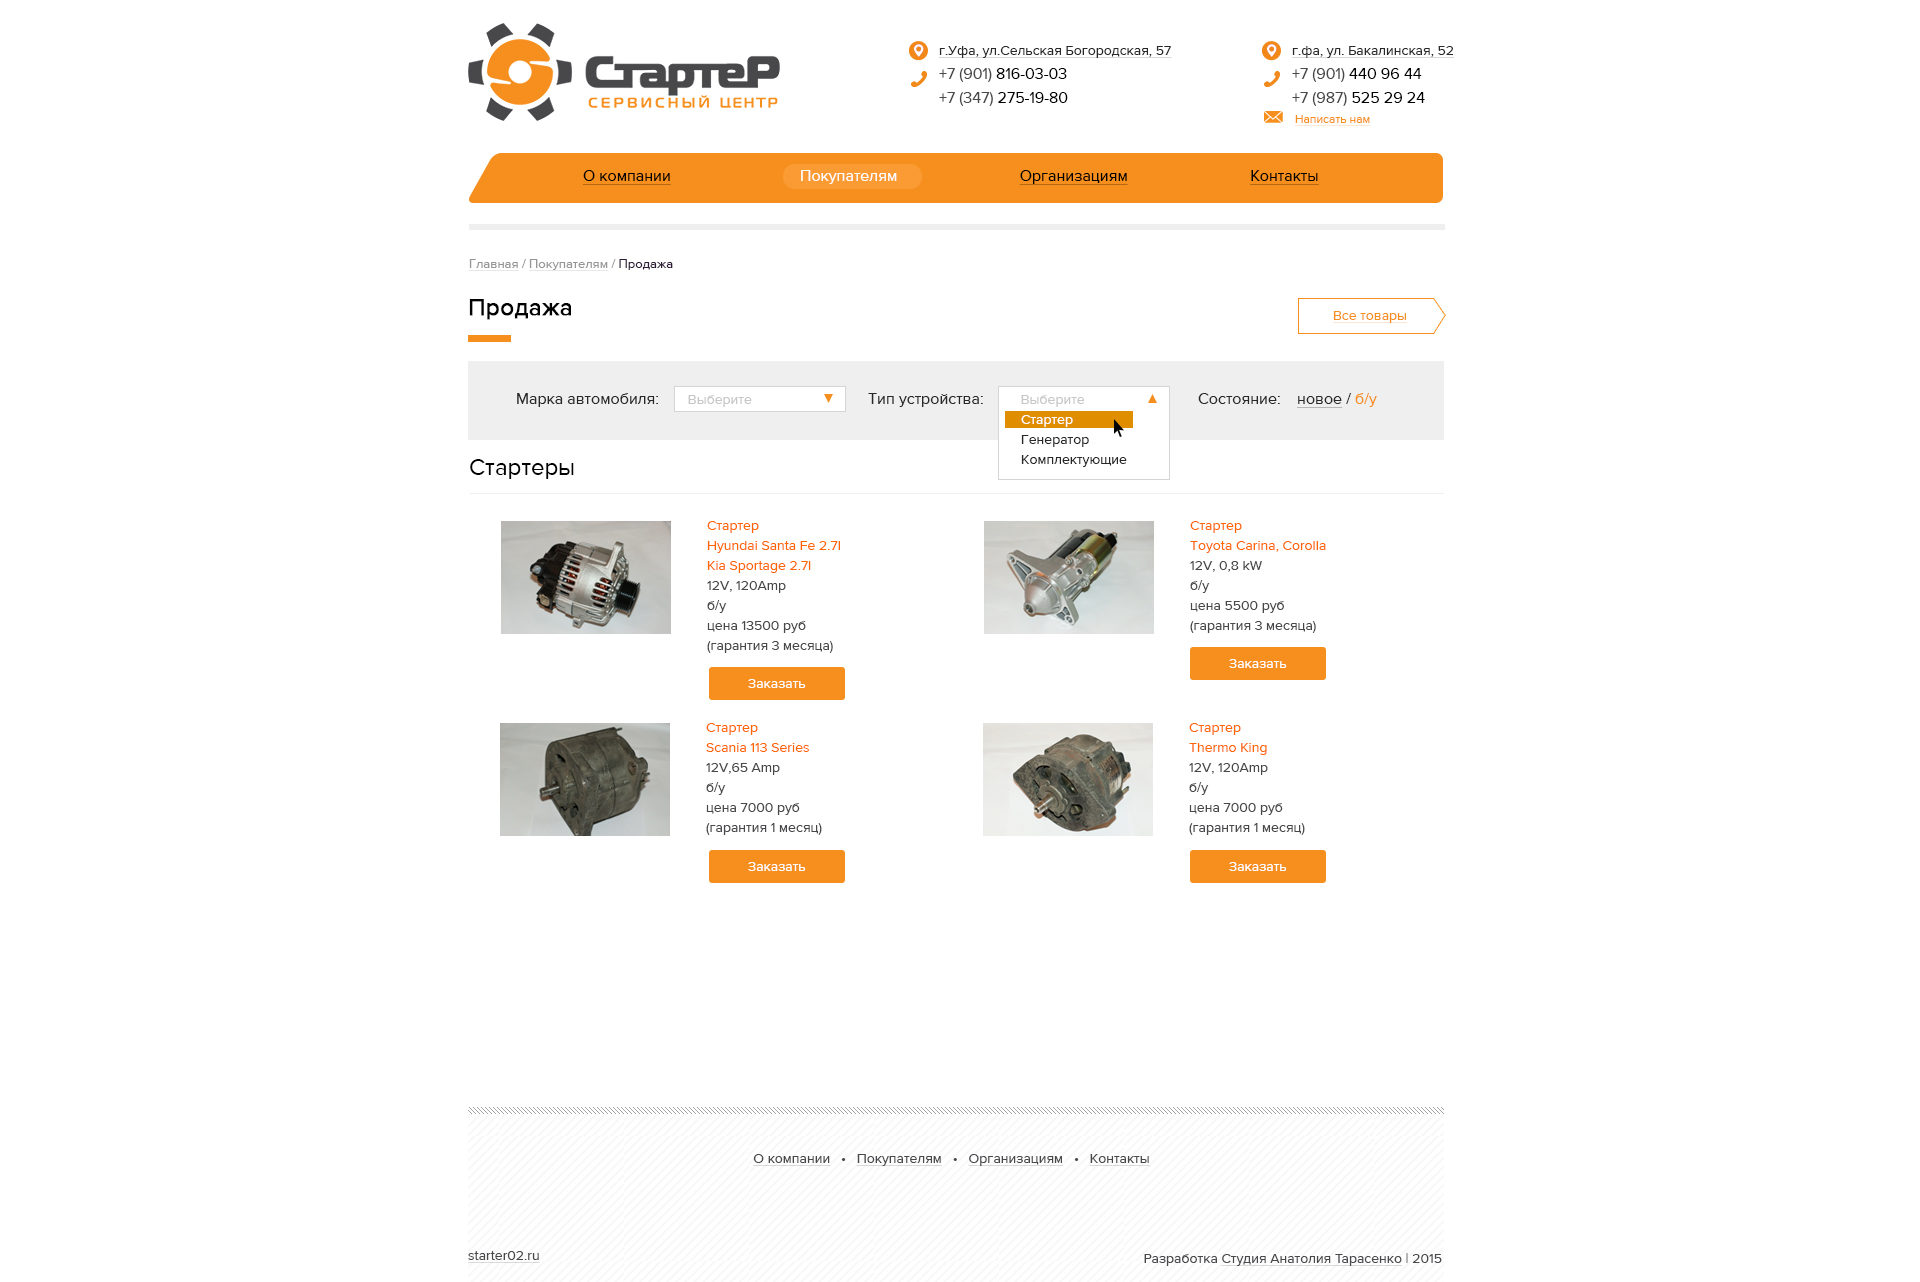 СтартеР
СЕРВИСНЫЙ ЦЕНТР
г.Уфа, ул.Сельская Богородская, 57
+7 (901) 816-03-03
+7 (347) 275-19-80
г.фа, ул. Бакалинская, 52
+7 (901) 440 96 44
+7 (987) 525 29 24
Написать нам
О компании
Покупателям
Организациям
Контакты
Главная / Покупателям / Продажа
Продажа
Все товары
Марка автомобиля:
Выберите
Тип устройства:
Выберите
Стартер
Генератор
Комплектующие
Состояние: новое / б/у
Стартеры
Стартер
Hyundai Santa Fe 2.7l
Kia Sportage 2.7l
12V, 120Amp
б/у
цена 13500 руб
(гарантия 3 месяца)
Заказать
Стартер
Toyota Carina, Corolla
12V, 0,8 kW
б/у
цена 5500 руб
(гарантия 3 месяца)
Заказать
Стартер
Scania 113 Series
12V,65 Amp
б/у
цена 7000 руб
(гарантия 1 месяц)
Заказать
Стартер
Thermo King
12V, 120Amp
б/у
цена 7000 руб
(гарантия 1 месяц)
Заказать
О компании • Покупателям • Организациям • Контакты
starter02.ru
Разработка Студия Анатолия Тарасенко | 2015